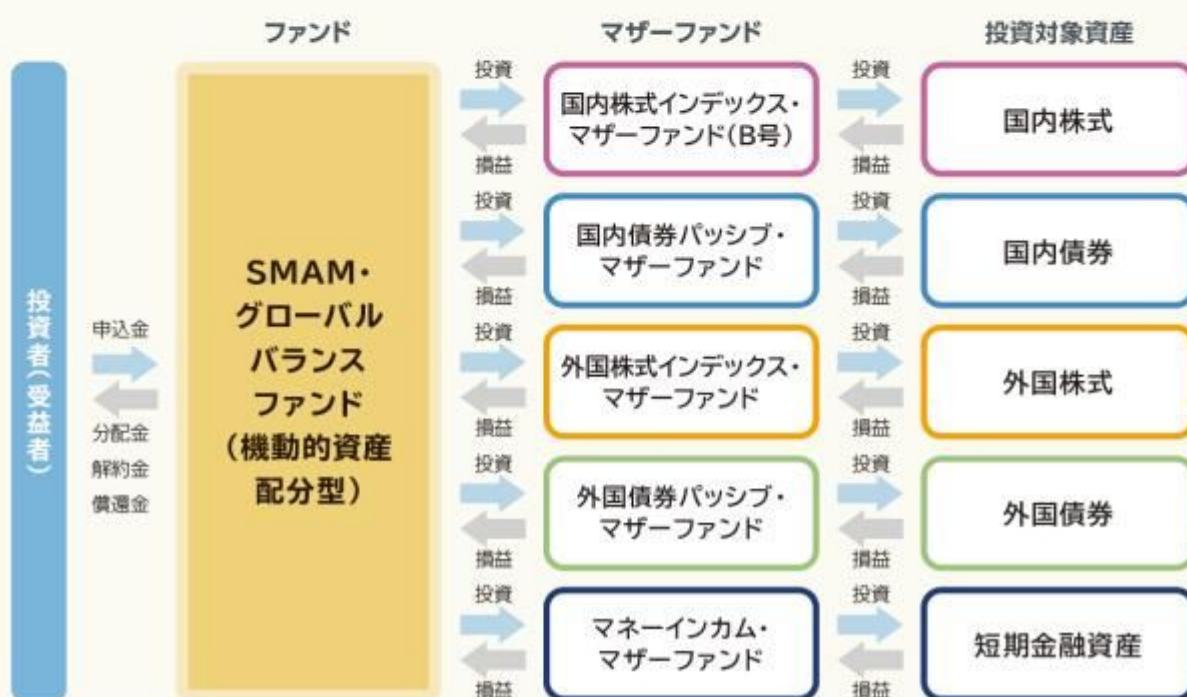 ファンド
マザーファンド
投資対象資産
投資者(受益者)
申込金
分配金
解約金
償還金
SMAM・
グローバル
バランス
ファンド
(機動的資産
配分型)
投資
損益
国内株式インデックス・
マザーファンド(B号)
投資
損益
国内株式
投資
損益
国内債券パッシブ・
マザーファンド
投資
損益
国内債券
投資
損益
外国株式インデックス・
マザーファンド
投資
損益
外国株式
投資
損益
外国債券パッシブ・
マザーファンド
投資
損益
外国債券
投資
損益
マネーインカム・
マザーファンド
投資
損益
短期金融資産